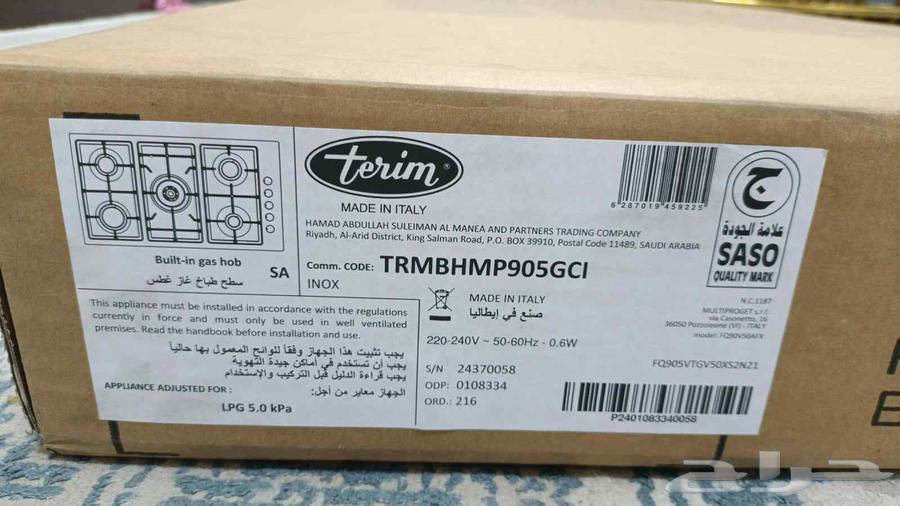 Built-in gas hob
سطح طباخ غاز غطس
SA
terim
MADE IN ITALY
HAMAD ABDULLAH SULEIMAN AL MANEA AND PARTNERS TRADING COMPANY
Riyadh, Al-Arid District, King Salman Road, P.O. BOX 39910, Postal Code 11489, SAUDI ARABIA
Comm. CODE: TRMBHMP905GCI
INOX
6 287019 459225
علامة الجودة
SASO
QUALITY MARK
N.C.1187
MULTIPROGET s.r.l.
via Casonetto, 16
36050 Pozzoleone (VI) - ITALY
model: FQ90V50AFX
FQ905VTGV50XS2N21
This appliance must be installed in accordance with the regulations
currently in force and must only be used in well ventilated
premises. Read the handbook before installation and use.
يجب تثبيت هذا الجهاز وفقاً للوائح المعمول بها حالياً
يجب أن تستخدم في أماكن جيدة التهوية
يجب قراءة الدليل قبل التركيب والإستخدام
APPLIANCE ADJUSTED FOR :
الجهاز معاير من أجل:
LPG 5.0 kPa
MADE IN ITALY
صنع في إيطاليا
220-240V ~ 50-60Hz - 0.6W
S/N 24370058
ODP: 0108334
ORD.: 216
P2401083340058
حراج